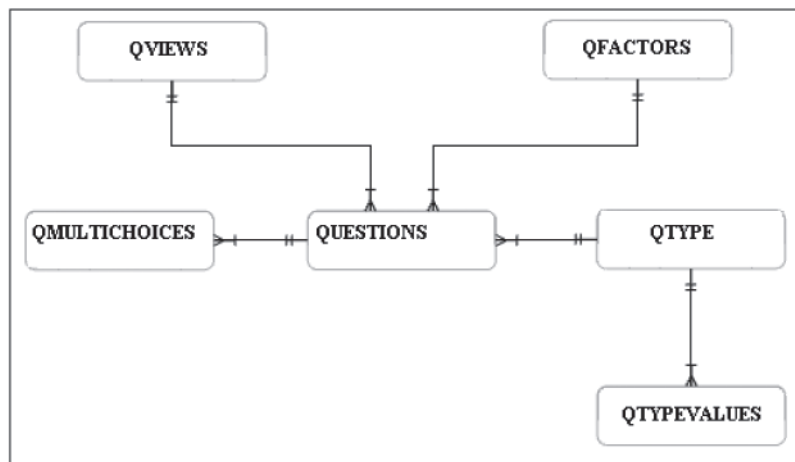 QVIEWS
QFACTORS
QMULTICHOICES
QUESTIONS
QTYPE
QTYPEVALUES